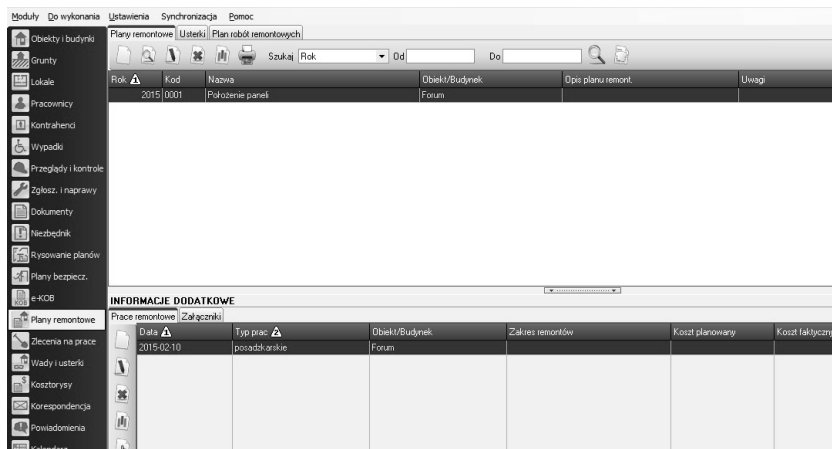 Moduły Do wykonania Ustawienia Synchronizacja Pomoc
Obiekty i budynki
Grunty
Lokale
Pracownicy
Kontrahenci
Wypadki
Przeglądy i kontrole
Zgłosz. i naprawy
Dokumenty
Niezbędnik
Rysowanie planów
Plany bezpiecz.
e-KOB
Plany remontowe
Zlecenia na prace
Wady i usterki
Kosztorysy
Korespondencja
Powiadomienia
Plany remontowe Usterki Plan robót remontowych
Szukaj Rok Od Do
Rok 1 Kod Nazwa Obiekt/Budynek Opis planu remont. Uwagi
2015 0001 Położenie paneli Forum
INFORMACJE DODATKOWE
Prace remontowe Załączniki
Data 1 Typ prac 2 Obiekt/Budynek Zakres remontów Koszt planowany Koszt faktyczny
2015-02-10 posadzkarskie Forum